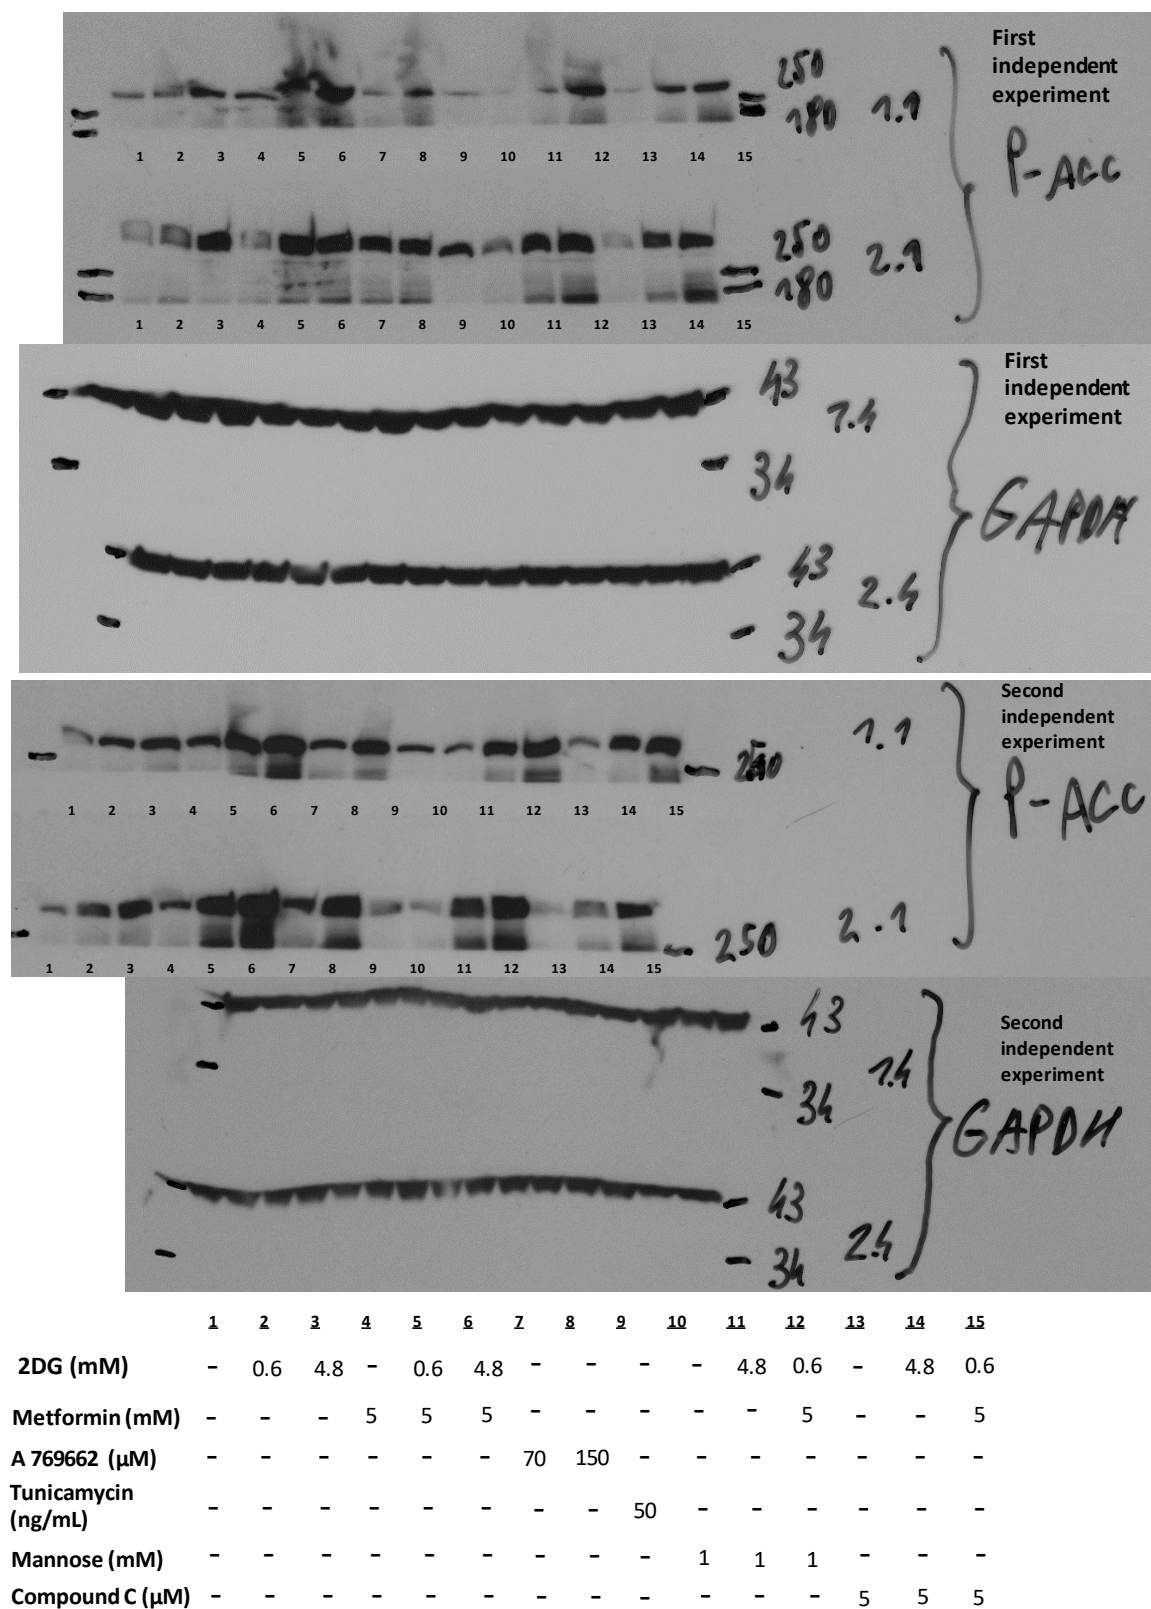 First
independent
experiment
250
180
1.1
P-ACC
1 2 3 4 5 6 7 8 9 10 11 12 13 14 15
250
180
2.1
1 2 3 4 5 6 7 8 9 10 11 12 13 14 15
First
independent
experiment
43
1.4
34
GAPDH
43
2.4
34
Second
independent
experiment
1.1
P-ACC
1 2 3 4 5 6 7 8 9 10 11 12 13 14 15
2.1
250
1 2 3 4 5 6 7 8 9 10 11 12 13 14 15
Second
independent
experiment
43
1.4
34
GAPDH
43
2.4
34
1 2 3 4 5 6 7 8 9 10 11 12 13 14 15
2DG (mM) - 0.6 4.8 - 0.6 4.8 - - - - 4.8 0.6 - 4.8 0.6
Metformin (mM) - - - 5 5 5 - - - - - 5 - - 5
A 769662 (µM) - - - - - - 70 150 - - - - - - -
Tunicamycin
(ng/mL) - - - - - - - - 50 - - - - - -
Mannose (mM) - - - - - - - - - 1 1 1 - - -
Compound C (µM) - - - - - - - - - - - - 5 5 5